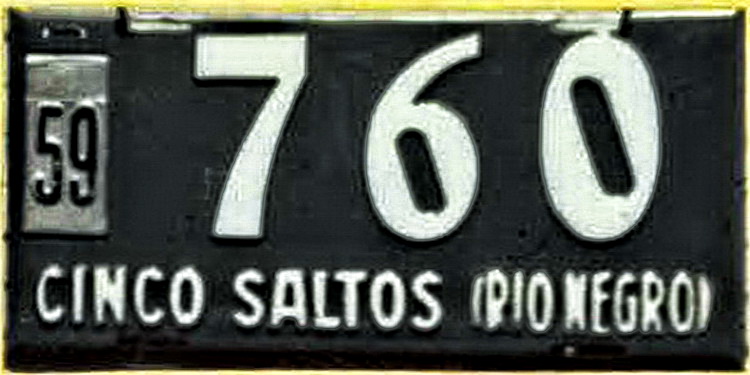 59
760
CINCO SALTOS (RIO NEGRO)